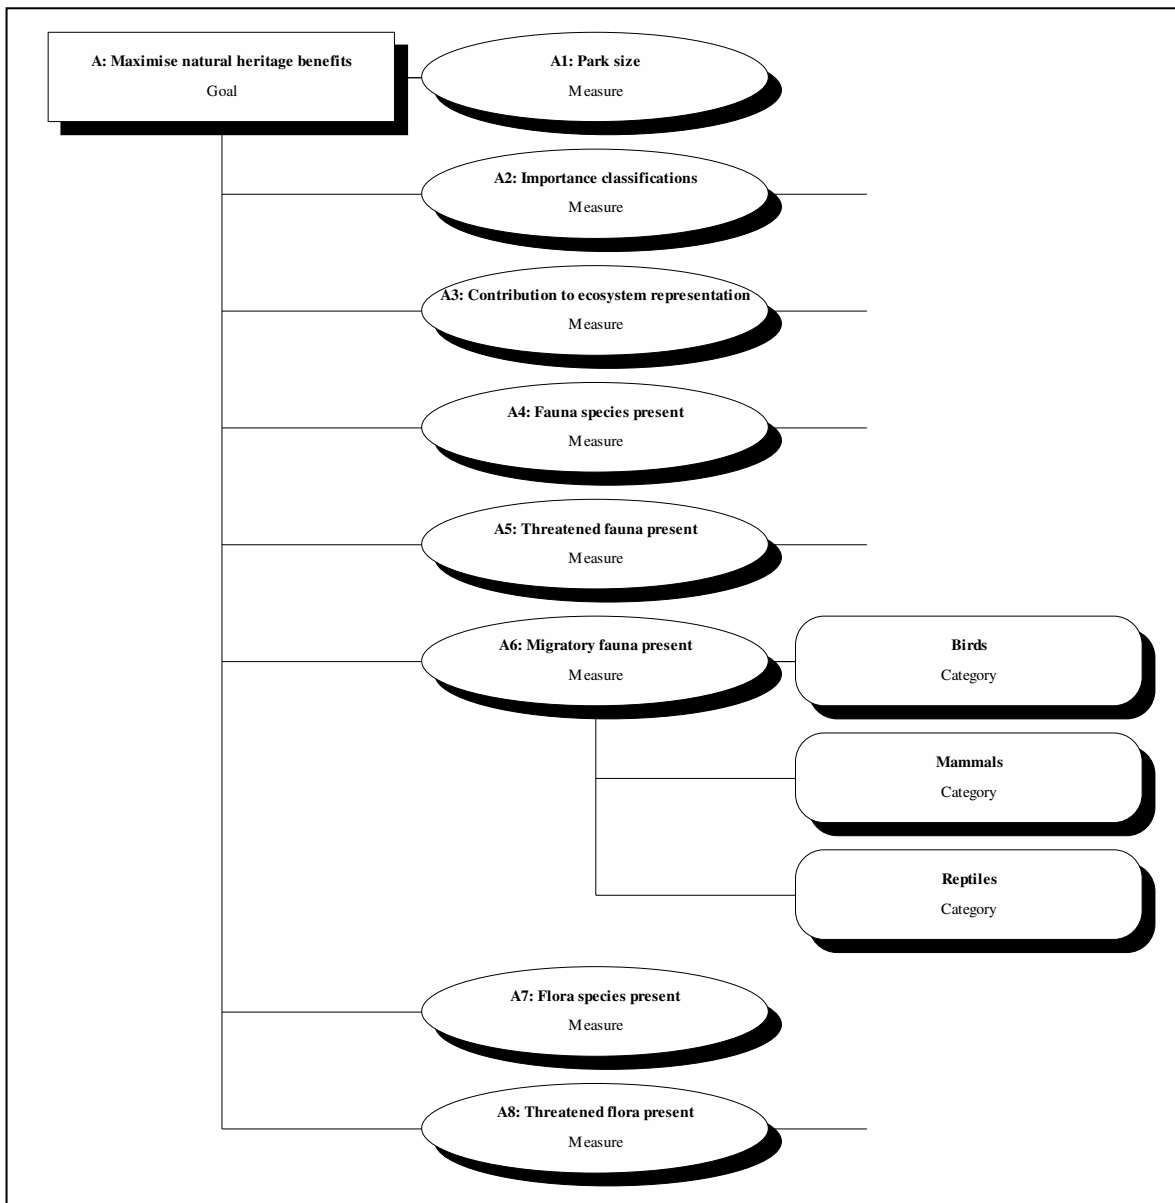 A: Maximise natural heritage benefits
Goal
A1: Park size
Measure
A2: Importance classifications
Measure
A3: Contribution to ecosystem representation
Measure
A4: Fauna species present
Measure
A5: Threatened fauna present
Measure
A6: Migratory fauna present
Measure
Birds
Category
Mammals
Category
Reptiles
Category
A7: Flora species present
Measure
A8: Threatened flora present
Measure